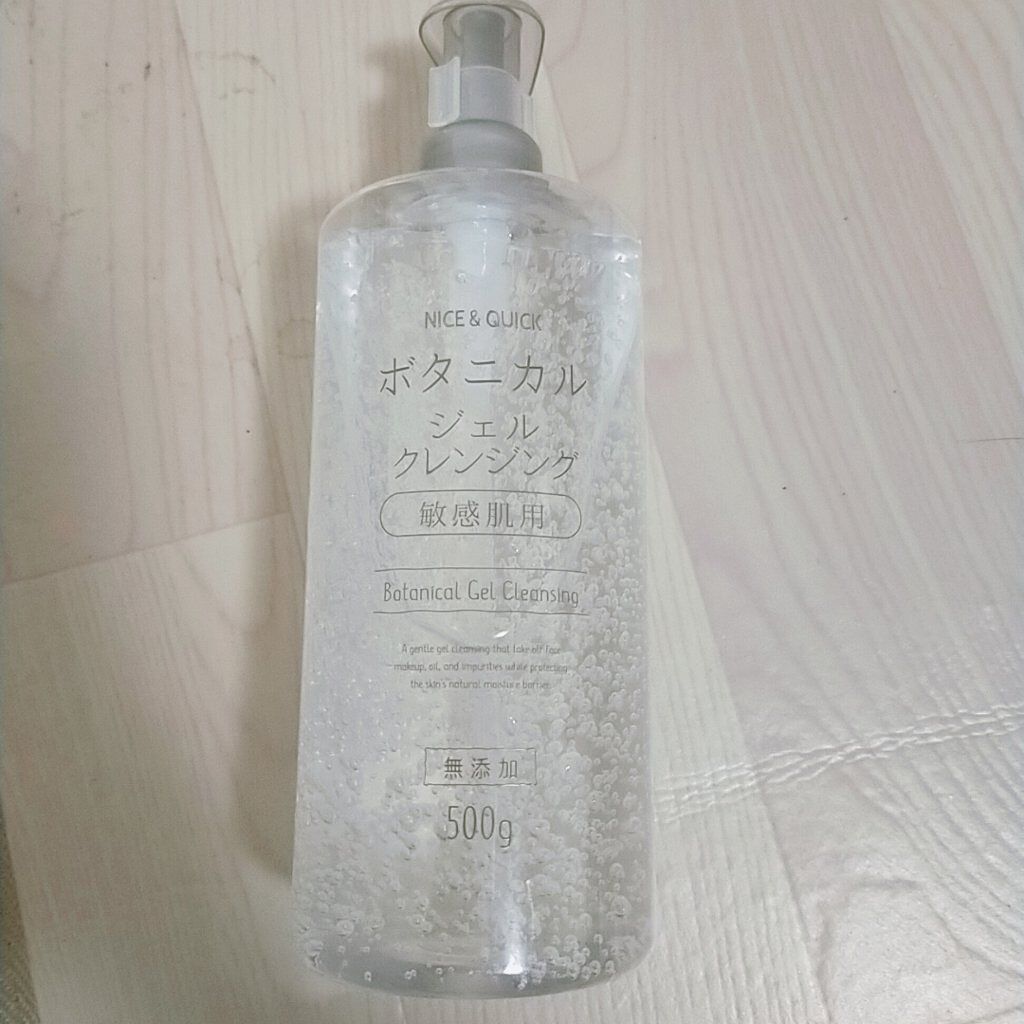 NICE & QUICK
ボタニカル
ジェル
クレンジング
敏感肌用
Botanical Gel Cleansing
A gentle gel cleansing that take off face
makeup, oil, and impurities while protecting
the skin's natural moisture barrier.
無添加
500g